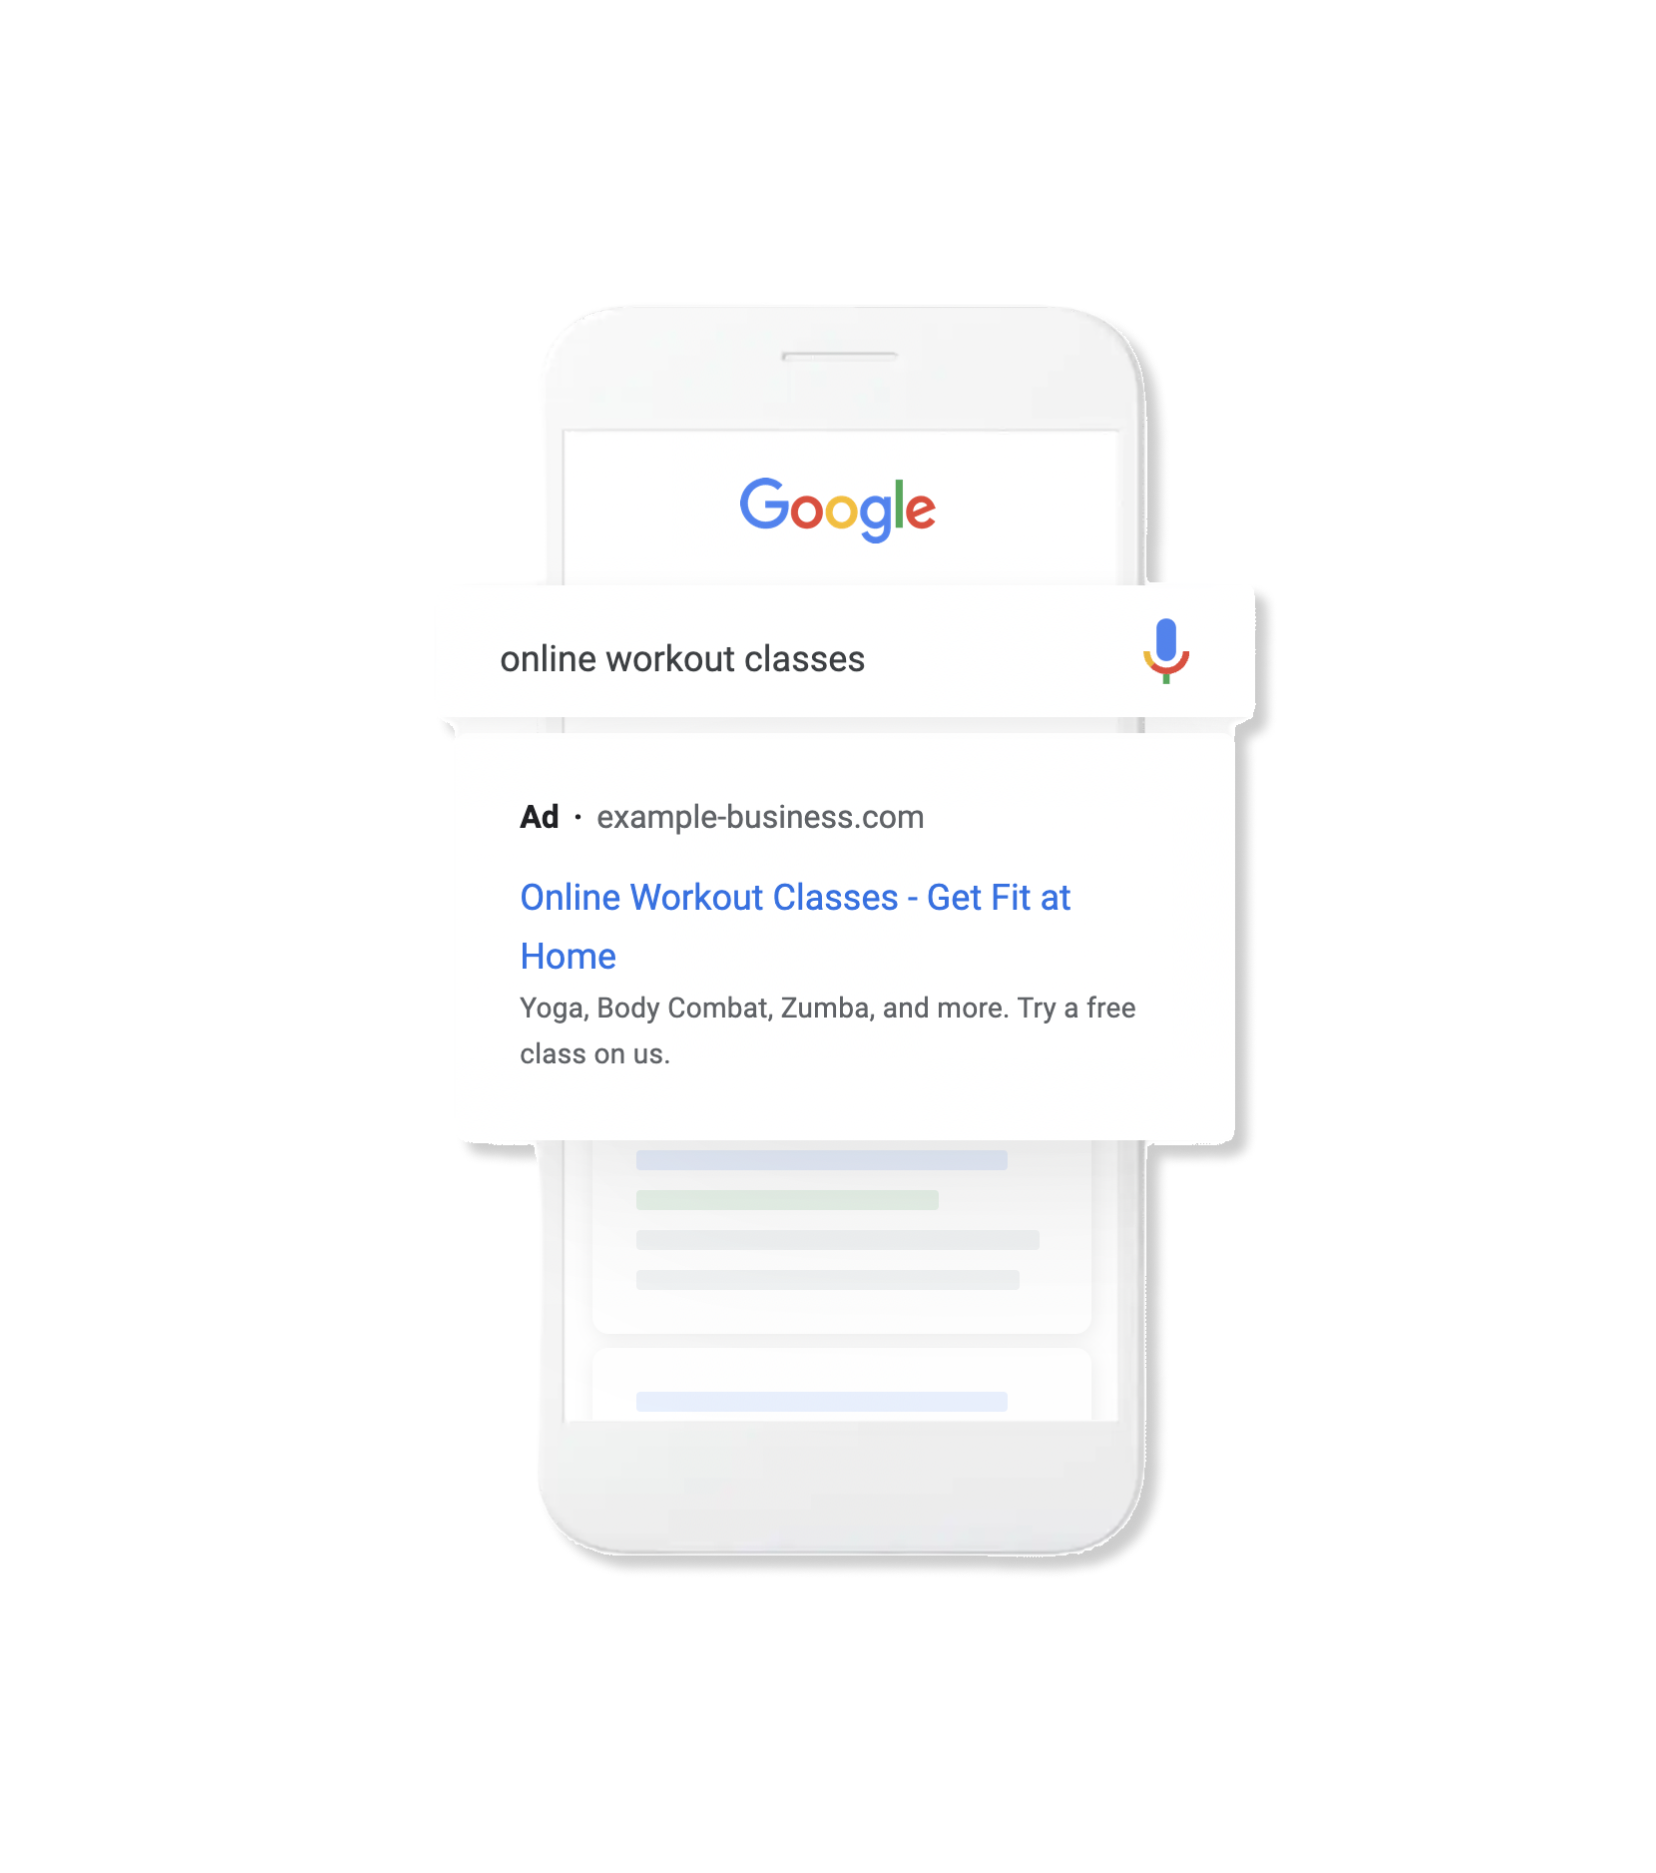 Google
online workout classes
Ad · example-business.com
Online Workout Classes - Get Fit at
Home
Yoga, Body Combat, Zumba, and more. Try a free
class on us.